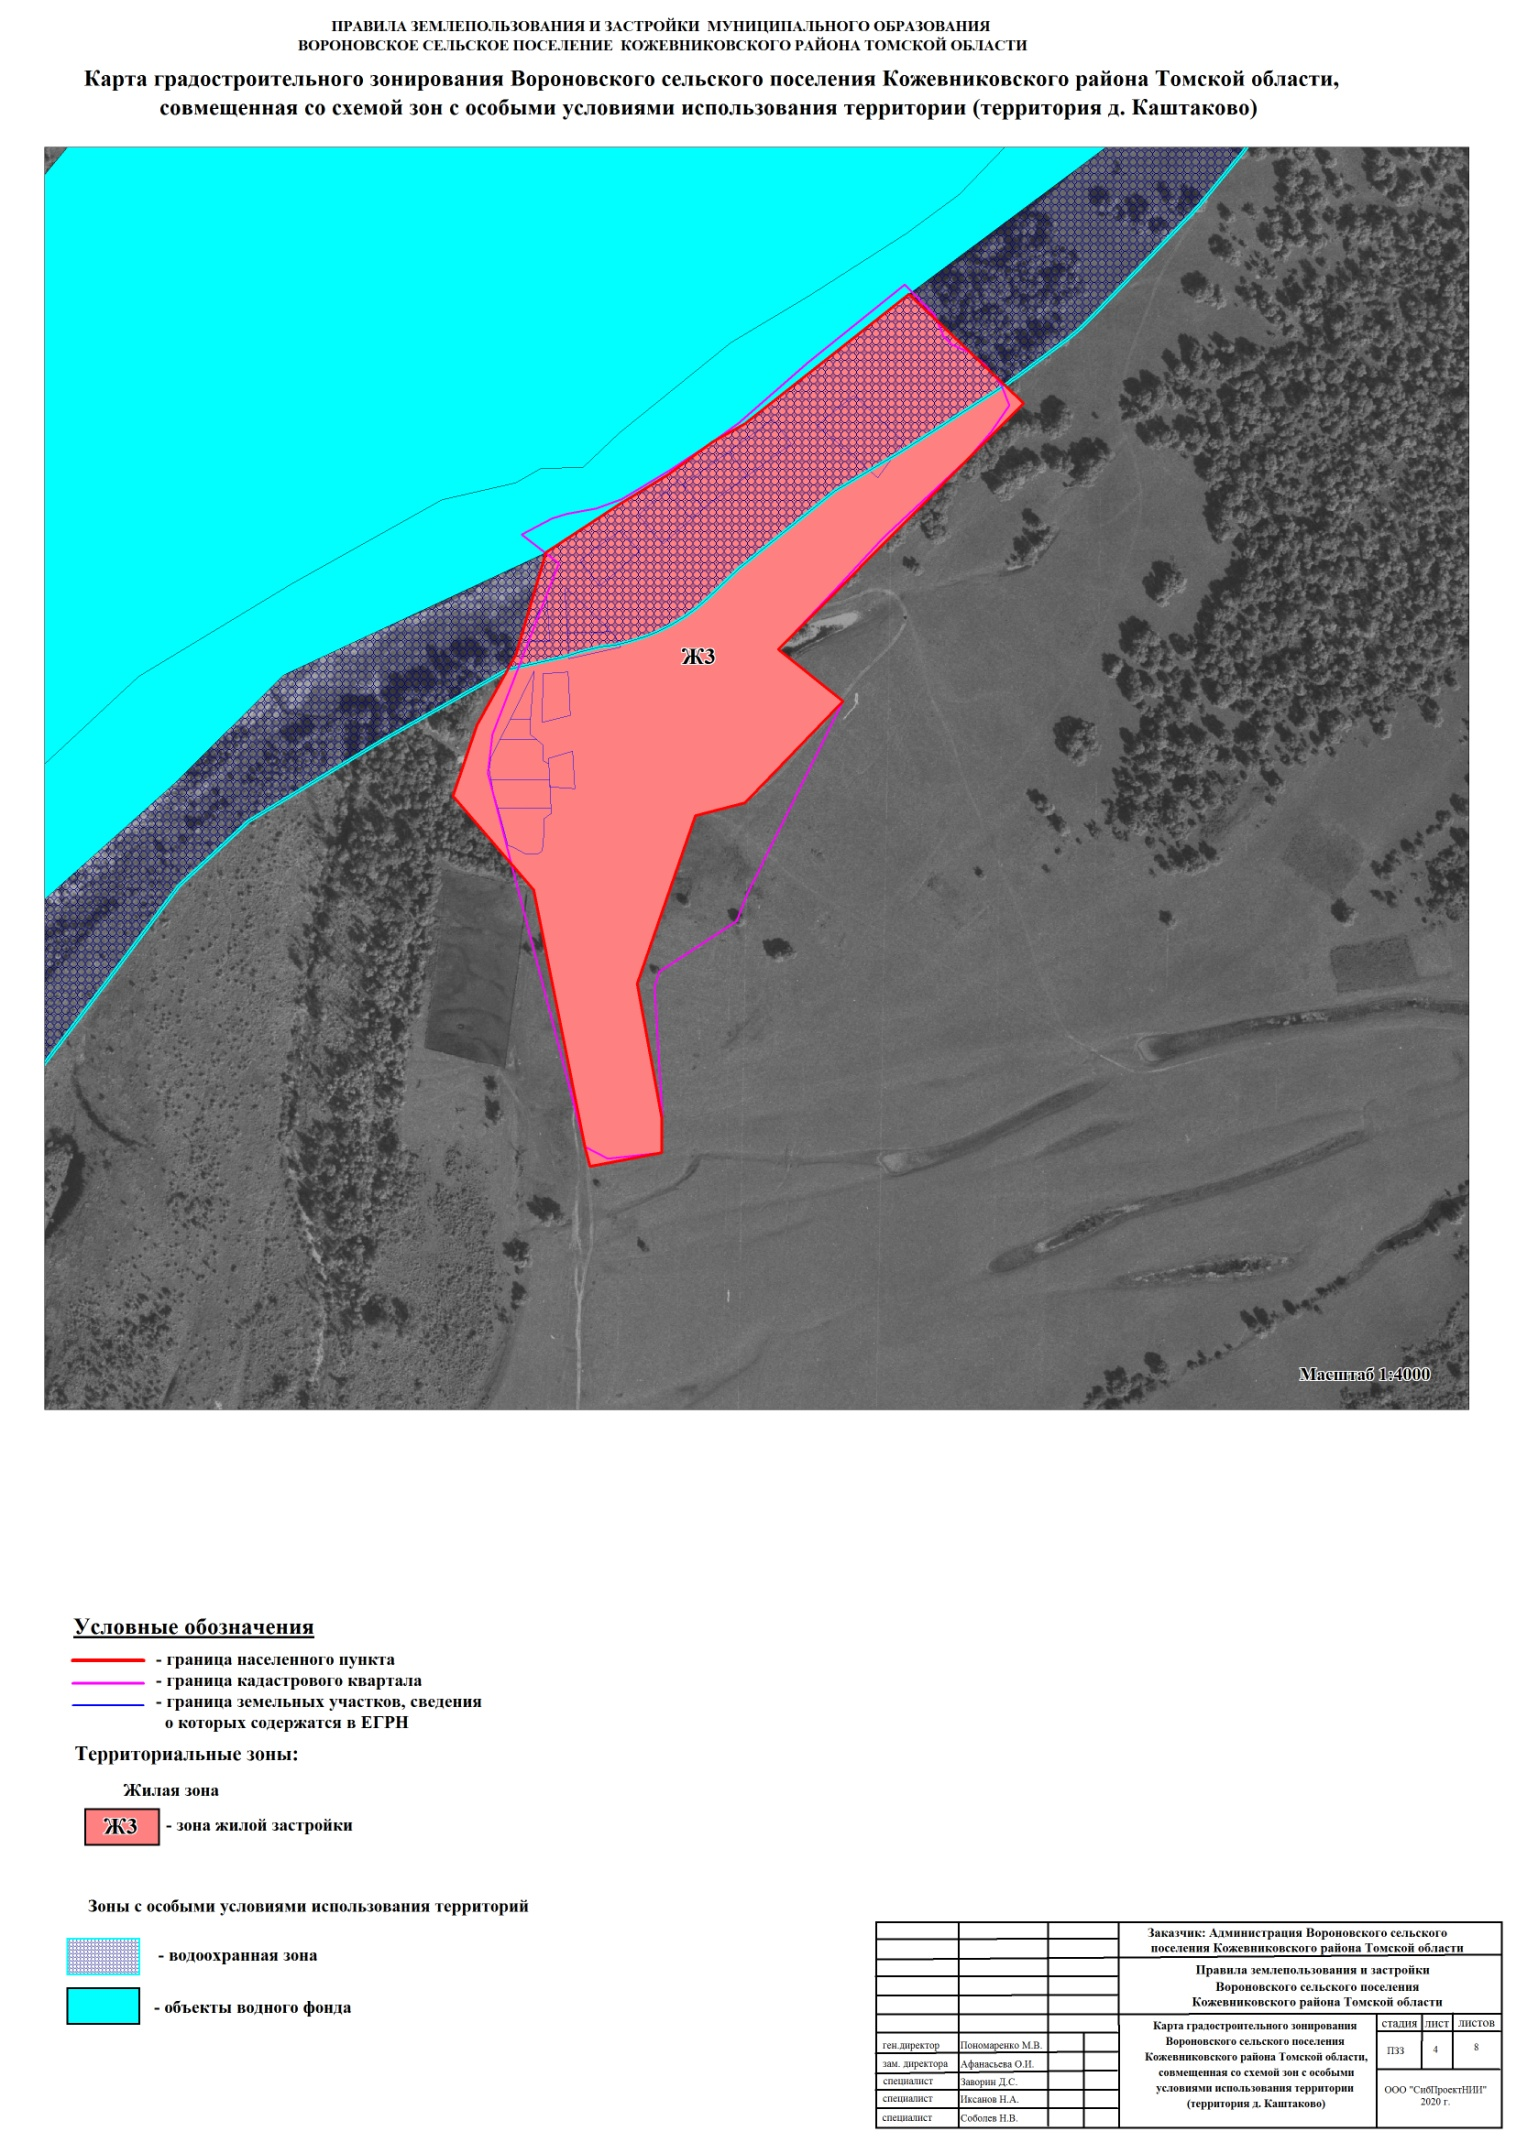 ПРАВИЛА ЗЕМЛЕПОЛЬЗОВАНИЯ И ЗАСТРОЙКИ МУНИЦИПАЛЬНОГО ОБРАЗОВАНИЯ
ВОРОНОВСКОЕ СЕЛЬСКОЕ ПОСЕЛЕНИЕ КОЖЕВНИКОВСКОГО РАЙОНА ТОМСКОЙ ОБЛАСТИ
Карта градостроительного зонирования Вороновского сельского поселения Кожевниковского района Томской области,
совмещенная со схемой зон с особыми условиями использования территории (территория д. Каштаково)
Ж3
Масштаб 1:4000
Условные обозначения
- граница населенного пункта
- граница кадастрового квартала
- граница земельных участков, сведения
о которых содержатся в ЕГРН
Территориальные зоны:
Жилая зона
Ж3 - зона жилой застройки
Зоны с особыми условиями использования территорий
- водоохранная зона
- объекты водного фонда
Заказчик: Администрация Вороновского сельского
поселения Кожевниковского района Томской области
Правила землепользования и застройки
Вороновского сельского поселения
Кожевниковского района Томской области
Карта градостроительного зонирования
Вороновского сельского поселения
Кожевниковского района Томской области,
совмещенная со схемой зон с особыми
условиями использования территории
(территория д. Каштаково)
стадия лист листов
ПЗЗ 4 8
ООО "СибПроектНИИ"
2020 г.
ген.директор Пономаренко М.В.
зам. директора Афанасьева О.И.
специалист Заворин Д.С.
специалист Иксанов Н.А.
специалист Соболев Н.В.